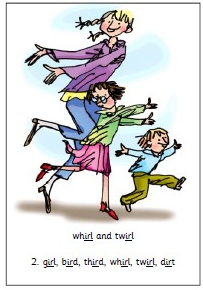 whirl and twirl
2. girl, bird, third, whirl, twirl, dirt